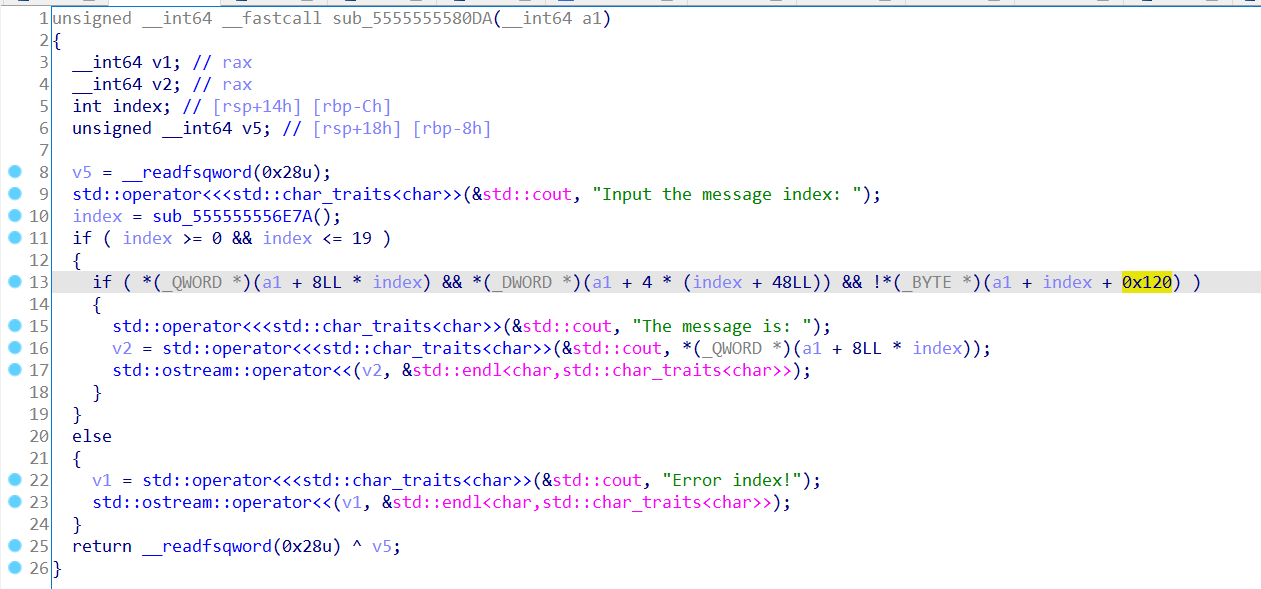 1 unsigned __int64 __fastcall sub_5555555580DA(__int64 a1)
2 {
3   __int64 v1; // rax
4   __int64 v2; // rax
5   int index; // [rsp+14h] [rbp-Ch]
6   unsigned __int64 v5; // [rsp+18h] [rbp-8h]
7
8   v5 = __readfsqword(0x28u);
9   std::operator<<<std::char_traits<char>>(&std::cout, "Input the message index: ");
10   index = sub_555555556E7A();
11   if ( index >= 0 && index <= 19 )
12   {
13     if ( *(_QWORD *)(a1 + 8LL * index) && *(_DWORD *)(a1 + 4 * (index + 48LL)) && !*(_BYTE *)(a1 + index + 0x120) )
14     {
15       std::operator<<<std::char_traits<char>>(&std::cout, "The message is: ");
16       v2 = std::operator<<<std::char_traits<char>>(&std::cout, *(_QWORD *)(a1 + 8LL * index));
17       std::ostream::operator<<(v2, &std::endl<char,std::char_traits<char>>);
18     }
19   }
20   else
21   {
22     v1 = std::operator<<<std::char_traits<char>>(&std::cout, "Error index!");
23     std::ostream::operator<<(v1, &std::endl<char,std::char_traits<char>>);
24   }
25   return __readfsqword(0x28u) ^ v5;
26 }